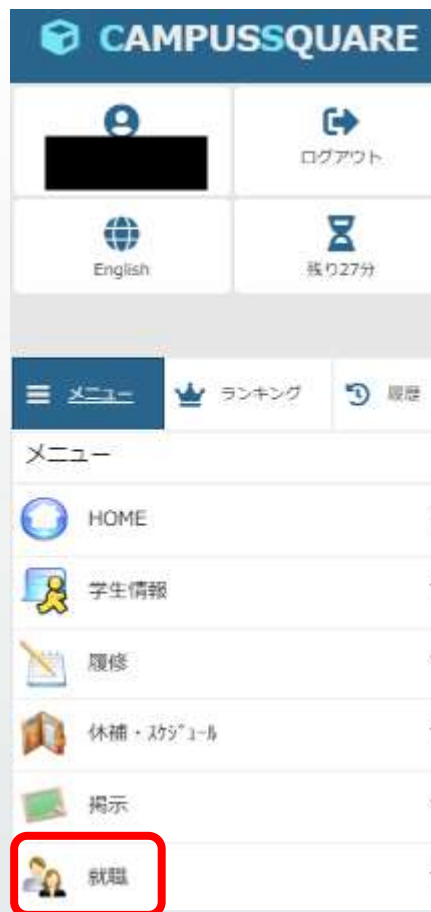 CAMPUSSQUARE
ログアウト
English
残り27分
メニュー ランキング 履歴
メニュー
HOME
学生情報
履修
休補・ｽｹｼﾞｭｰﾙ
掲示
就職